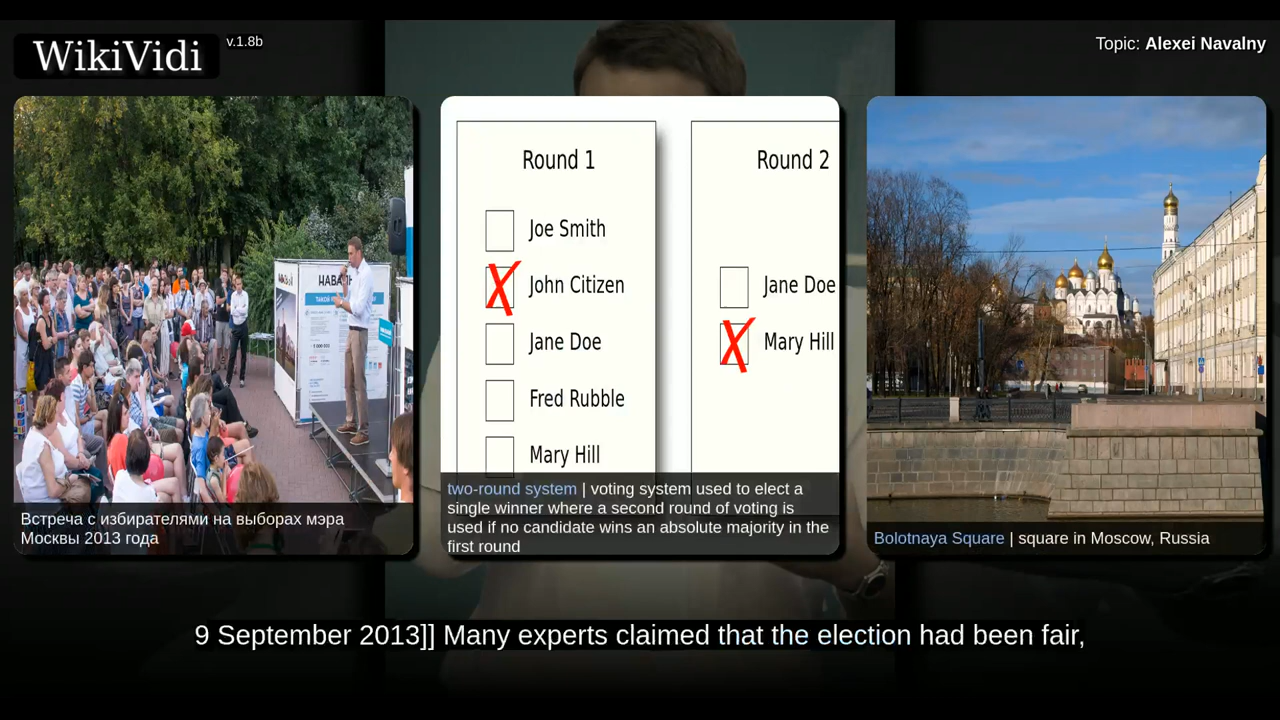 WikiVidi
v.1.8b
Topic: Alexei Navalny
НАВА
Встреча с избирателями на выборах мэра
Москвы 2013 года
Round 1
Joe Smith
John Citizen
Jane Doe
Fred Rubble
Mary Hill
Round 2
Jane Doe
Mary Hill
two-round system | voting system used to elect a
single winner where a second round of voting is
used if no candidate wins an absolute majority in the
first round
Bolotnaya Square | square in Moscow, Russia
9 September 2013]] Many experts claimed that the election had been fair,